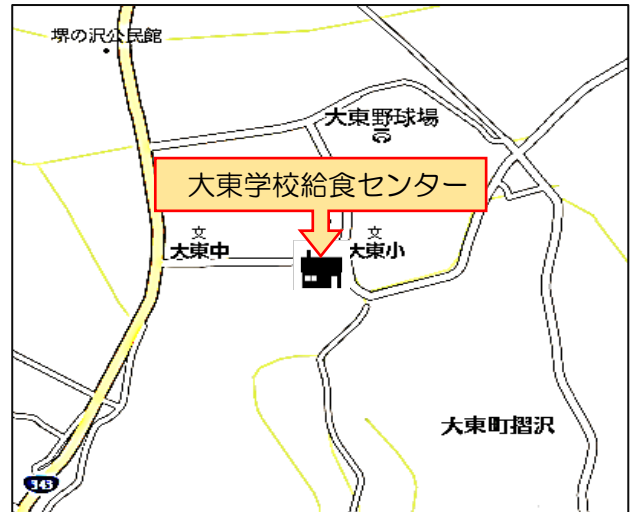 堺の沢公民館
大東野球場
大東学校給食センター
文
大東中
文
大東小
大東町摺沢
343